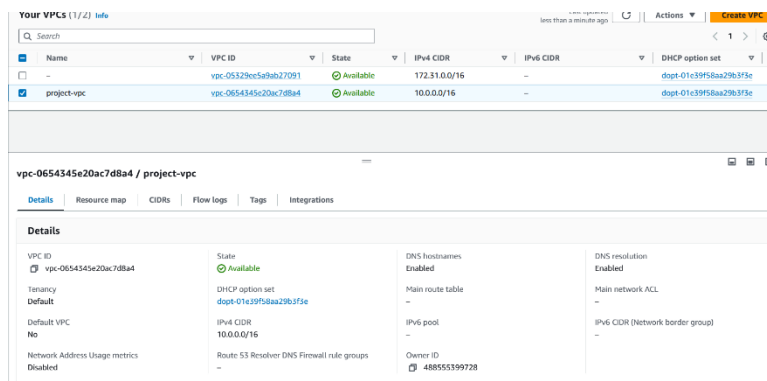 Your VPCs (1/2) Info
less than a minute ago
Actions
Create VPC
Search
1
Name VPC ID State IPv4 CIDR IPv6 CIDR DHCP option set
– vpc-05329ee5a9ab27091 Available 172.31.0.0/16 – dopt-01e39f58aa29b3f3e
project-vpc vpc-0654345e20ac7d8a4 Available 10.0.0.0/16 – dopt-01e39f58aa29b3f3e
vpc-0654345e20ac7d8a4 / project-vpc
Details Resource map CIDRs Flow logs Tags Integrations
Details
VPC ID State DNS hostnames DNS resolution
vpc-0654345e20ac7d8a4 Available Enabled Enabled
Tenancy DHCP option set Main route table Main network ACL
Default dopt-01e39f58aa29b3f3e – –
Default VPC IPv4 CIDR IPv6 pool IPv6 CIDR (Network border group)
No 10.0.0.0/16 – –
Network Address Usage metrics Route 53 Resolver DNS Firewall rule groups Owner ID
Disabled – 488555399728